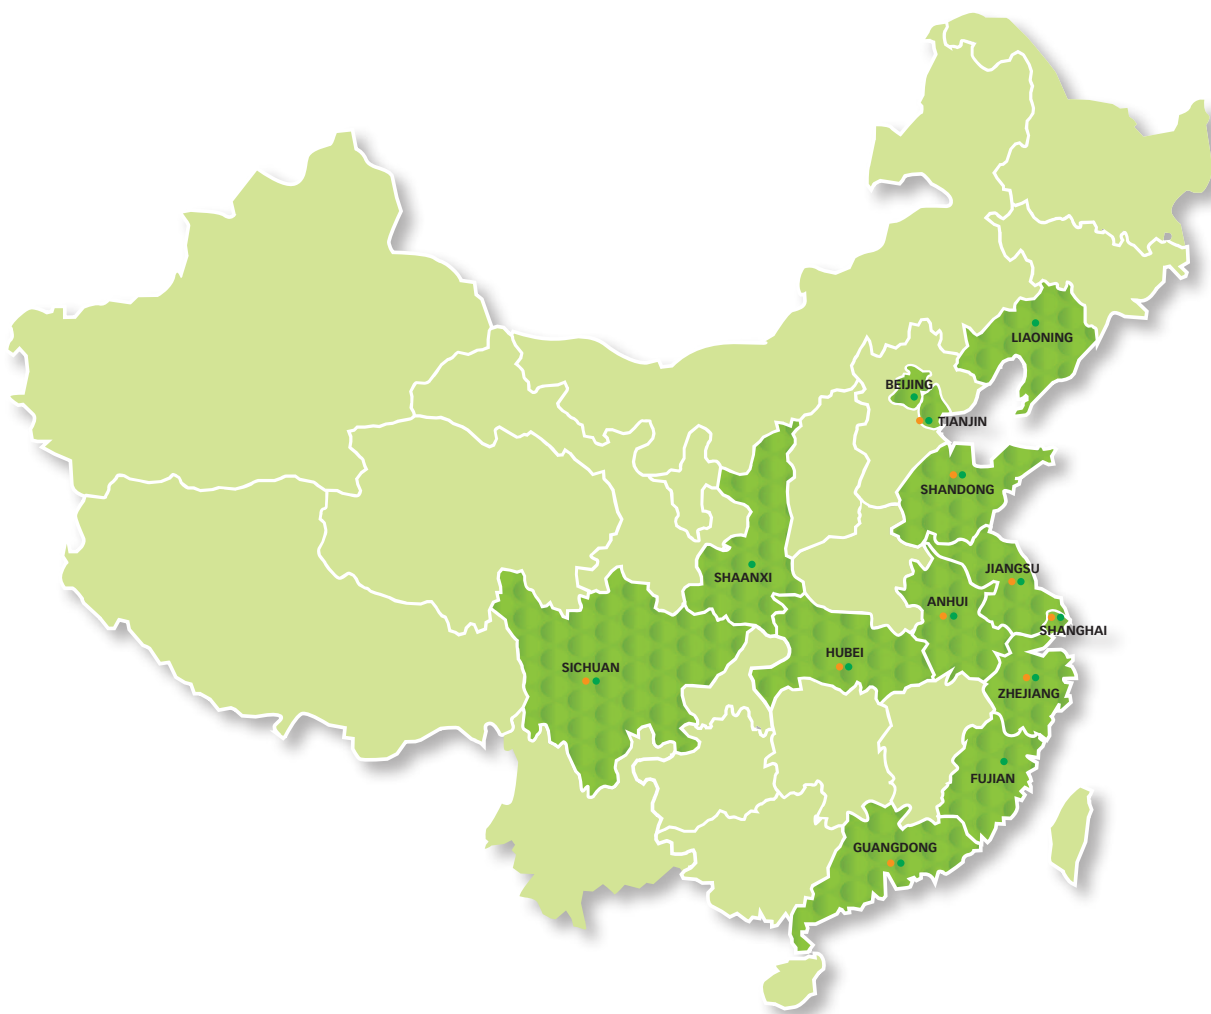 LIAONING
BEIJING
TIANJIN
SHANDONG
JIANGSU
SHAANXI
ANHUI
SHANGHAI
HUBEI
SICHUAN
ZHEJIANG
FUJIAN
GUANGDONG